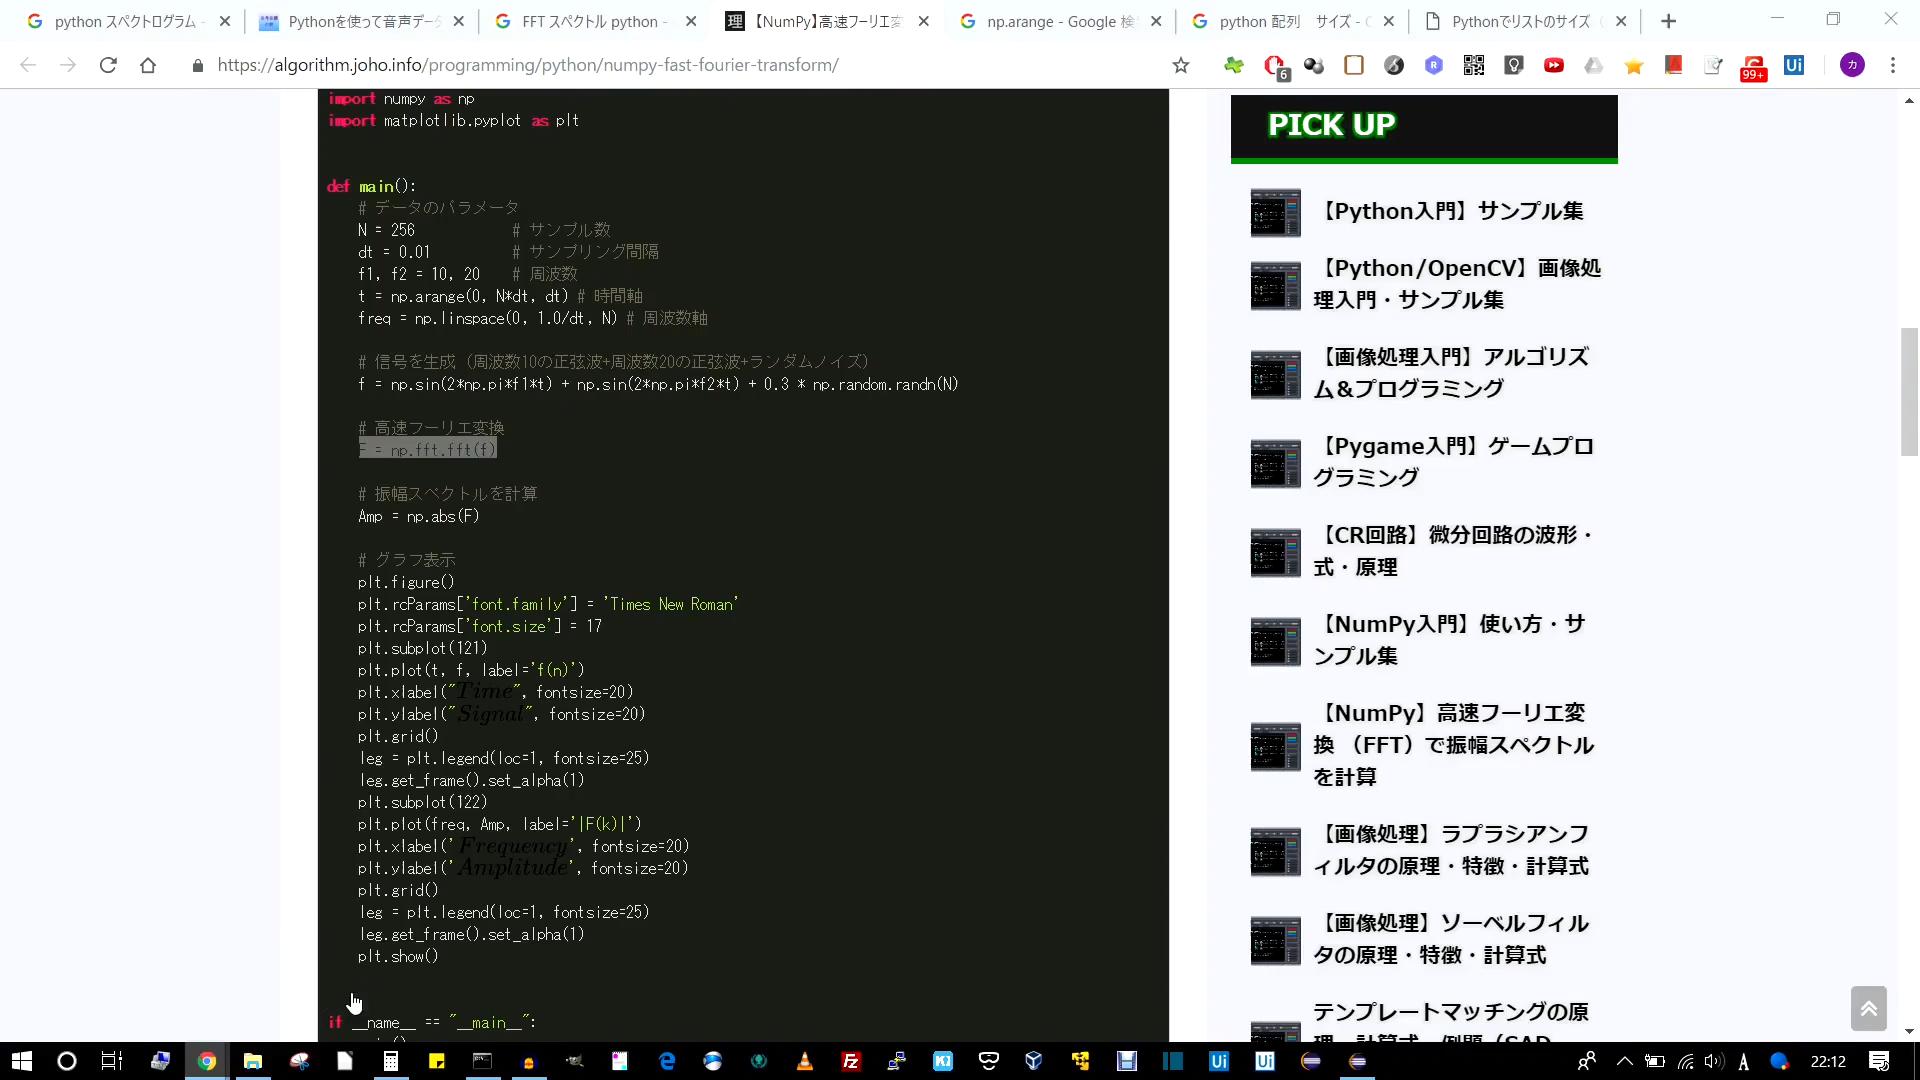 python スペクトログラム -
Pythonを使って音声データ
FFT スペクトル python -
【NumPy】高速フーリエ変
np.arange - Google 検
python 配列　サイズ - G
Pythonでリストのサイズ
https://algorithm.joho.info/programming/python/numpy-fast-fourier-transform/
6
99+
Ui
カ
import numpy as np
import matplotlib.pyplot as plt
def main():
# データのパラメータ
N = 256 # サンプル数
dt = 0.01 # サンプリング間隔
f1, f2 = 10, 20 # 周波数
t = np.arange(0, N*dt, dt) # 時間軸
freq = np.linspace(0, 1.0/dt, N) # 周波数軸
# 信号を生成（周波数10の正弦波+周波数20の正弦波+ランダムノイズ）
f = np.sin(2*np.pi*f1*t) + np.sin(2*np.pi*f2*t) + 0.3 * np.random.randn(N)
# 高速フーリエ変換
F = np.fft.fft(f)
# 振幅スペクトルを計算
Amp = np.abs(F)
# グラフ表示
plt.figure()
plt.rcParams['font.family'] = 'Times New Roman'
plt.rcParams['font.size'] = 17
plt.subplot(121)
plt.plot(t, f, label='f(n)')
plt.xlabel("Time", fontsize=20)
plt.ylabel("Signal", fontsize=20)
plt.grid()
leg = plt.legend(loc=1, fontsize=25)
leg.get_frame().set_alpha(1)
plt.subplot(122)
plt.plot(freq, Amp, label='|F(k)|')
plt.xlabel('Frequency', fontsize=20)
plt.ylabel('Amplitude', fontsize=20)
plt.grid()
leg = plt.legend(loc=1, fontsize=25)
leg.get_frame().set_alpha(1)
plt.show()
if __name__ == "__main__":
PICK UP
【Python入門】サンプル集
【Python/OpenCV】画像処
理入門・サンプル集
【画像処理入門】アルゴリズ
ム＆プログラミング
【Pygame入門】ゲームプロ
グラミング
【CR回路】微分回路の波形・
式・原理
【NumPy入門】使い方・サ
ンプル集
【NumPy】高速フーリエ変
換 （FFT）で振幅スペクトル
を計算
【画像処理】ラプラシアンフ
ィルタの原理・特徴・計算式
【画像処理】ソーベルフィル
タの原理・特徴・計算式
テンプレートマッチングの原
理・計算式・例題（SAD
Ui
Ui
A
22:12